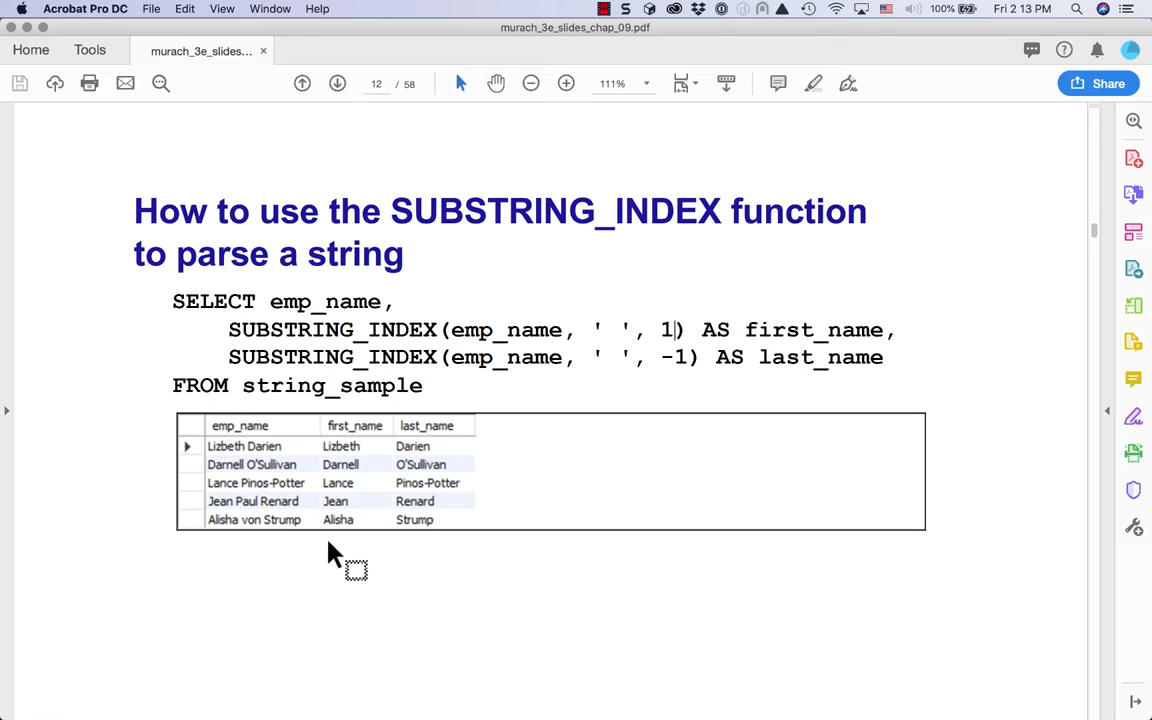 Acrobat Pro DC File Edit View Window Help 100% Fri 2 13 PM
murach_3e_slides_chap_09.pdf
Home Tools murach_3e_slides... ×
12 / 58 111% Share
How to use the SUBSTRING_INDEX function
to parse a string
SELECT emp_name,
SUBSTRING_INDEX(emp_name, ' ', 1) AS first_name,
SUBSTRING_INDEX(emp_name, ' ', -1) AS last_name
FROM string_sample
emp_name first_name last_name
Lizbeth Darien Lizbeth Darien
Darnell O'Sullivan Darnell O'Sullivan
Lance Pinos-Potter Lance Pinos-Potter
Jean Paul Renard Jean Renard
Alisha von Strump Alisha Strump